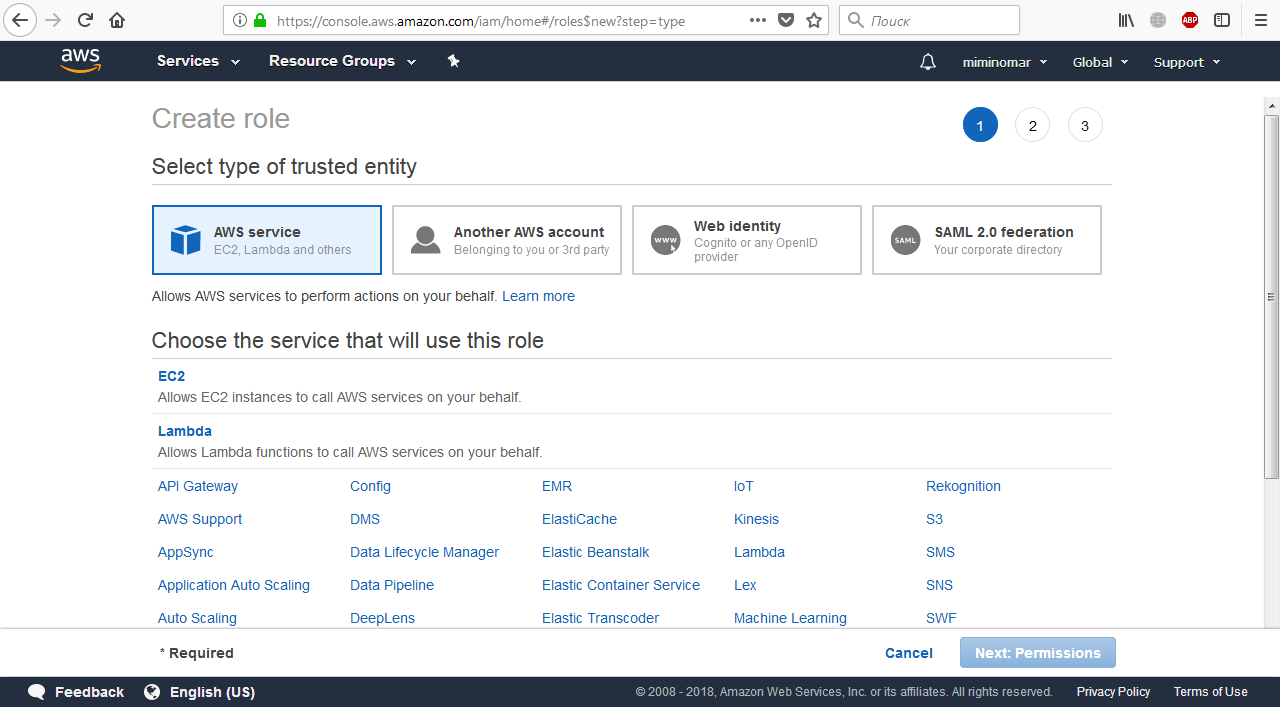 https://console.aws.amazon.com/iam/home#/roles$new?step=type
Поиск
ABP
aws
Services
Resource Groups
miminomar
Global
Support
Create role
1
2
3
Select type of trusted entity
AWS service
EC2, Lambda and others
Another AWS account
Belonging to you or 3rd party
WWW
Web identity
Cognito or any OpenID
provider
SAML
SAML 2.0 federation
Your corporate directory
Allows AWS services to perform actions on your behalf. Learn more
Choose the service that will use this role
EC2
Allows EC2 instances to call AWS services on your behalf.
Lambda
Allows Lambda functions to call AWS services on your behalf.
API Gateway Config EMR IoT Rekognition
AWS Support DMS ElastiCache Kinesis S3
AppSync Data Lifecycle Manager Elastic Beanstalk Lambda SMS
Application Auto Scaling Data Pipeline Elastic Container Service Lex SNS
Auto Scaling DeepLens Elastic Transcoder Machine Learning SWF
* Required
Cancel
Next: Permissions
Feedback
English (US)
© 2008 - 2018, Amazon Web Services, Inc. or its affiliates. All rights reserved.
Privacy Policy
Terms of Use